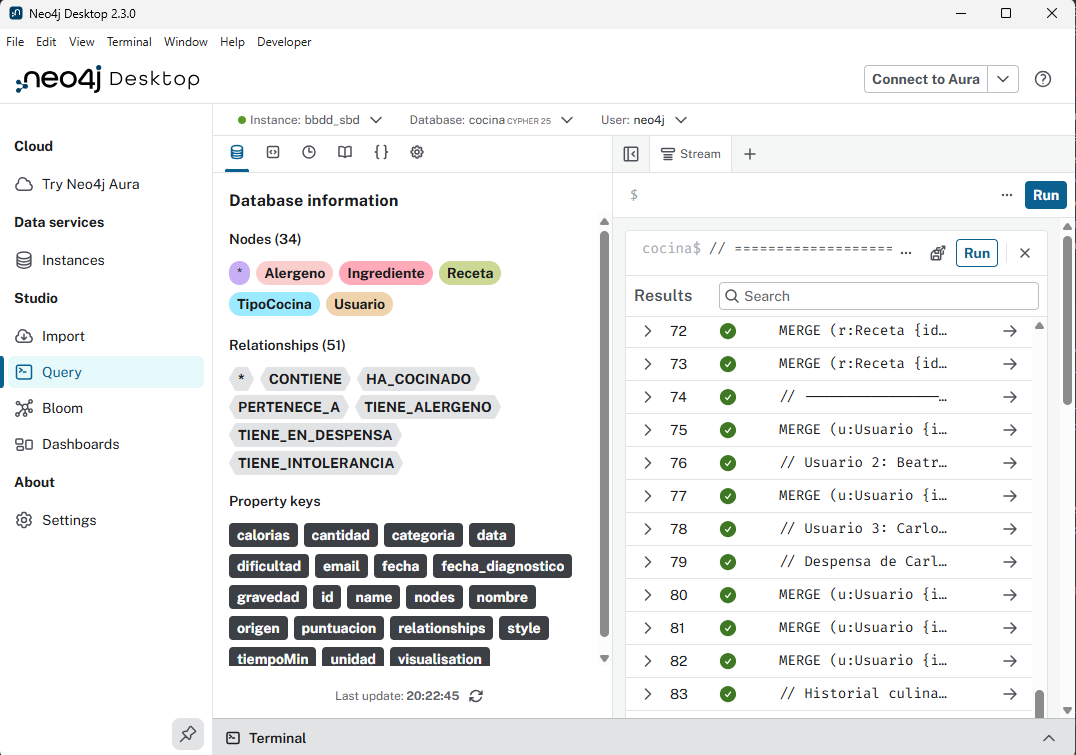 Neo4j Desktop 2.3.0
File Edit View Terminal Window Help Developer
neo4j Desktop
Connect to Aura
Cloud
Try Neo4j Aura
Data services
Instances
Studio
Import
Query
Bloom
Dashboards
About
Settings
Instance: bbdd_sbd Database: cocina CYPHER 25 User: neo4j
Database information
Nodes (34)
* Alergeno Ingrediente Receta
TipoCocina Usuario
Relationships (51)
* CONTIENE HA_COCINADO
PERTENECE_A TIENE_ALERGENO
TIENE_EN_DESPENSA
TIENE_INTOLERANCIA
Property keys
calorias cantidad categoria data
dificultad email fecha fecha_diagnostico
gravedad id name nodes nombre
origen puntuacion relationships style
tiempoMin unidad visualisation
Last update: 20:22:45
Stream
$ ... Run
cocina$ // =================== ... Run
Results Search
72 MERGE (r:Receta {id…
73 MERGE (r:Receta {id…
74 // ────────────────…
75 MERGE (u:Usuario {i…
76 // Usuario 2: Beatr…
77 MERGE (u:Usuario {i…
78 // Usuario 3: Carlo…
79 // Despensa de Carl…
80 MERGE (u:Usuario {i…
81 MERGE (u:Usuario {i…
82 MERGE (u:Usuario {i…
83 // Historial culina…
Terminal